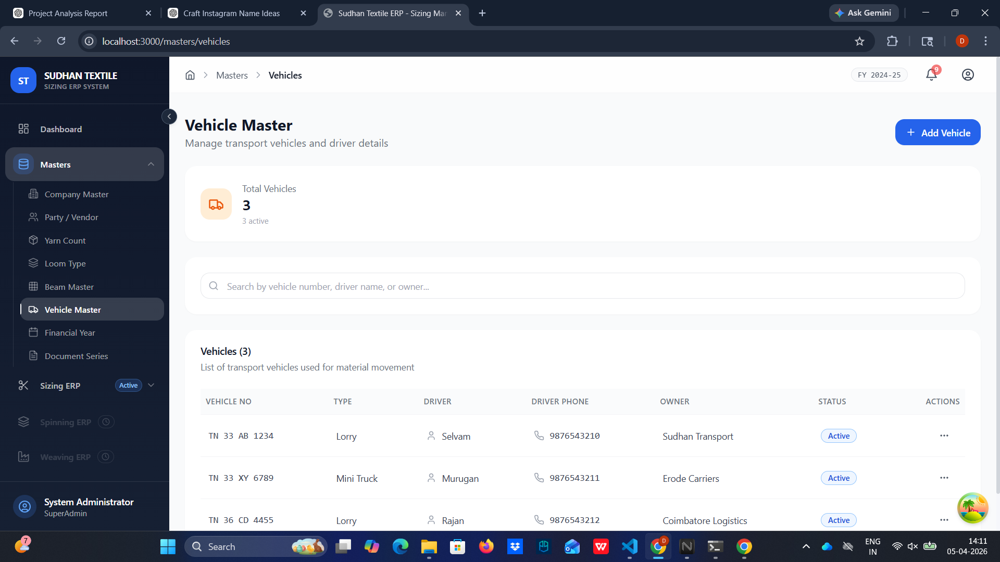 Project Analysis Report
Craft Instagram Name Ideas
Sudhan Textile ERP - Sizing Mar
Ask Gemini
localhost:3000/masters/vehicles
D
ST
SUDHAN TEXTILE
SIZING ERP SYSTEM
Dashboard
Masters
Company Master
Party / Vendor
Yarn Count
Loom Type
Beam Master
Vehicle Master
Financial Year
Document Series
Sizing ERP
Active
Spinning ERP
Weaving ERP
System Administrator
SuperAdmin
Masters
Vehicles
FY 2024-25
9
Vehicle Master
Manage transport vehicles and driver details
Add Vehicle
Total Vehicles
3
3 active
Search by vehicle number, driver name, or owner...
Vehicles (3)
List of transport vehicles used for material movement
VEHICLE NO TYPE DRIVER DRIVER PHONE OWNER STATUS ACTIONS
TN 33 AB 1234 Lorry Selvam 9876543210 Sudhan Transport Active
TN 33 XY 6789 Mini Truck Murugan 9876543211 Erode Carriers Active
TN 36 CD 4455 Lorry Rajan 9876543212 Coimbatore Logistics Active
7
Search
D
ENG
IN
14:11
05-04-2026